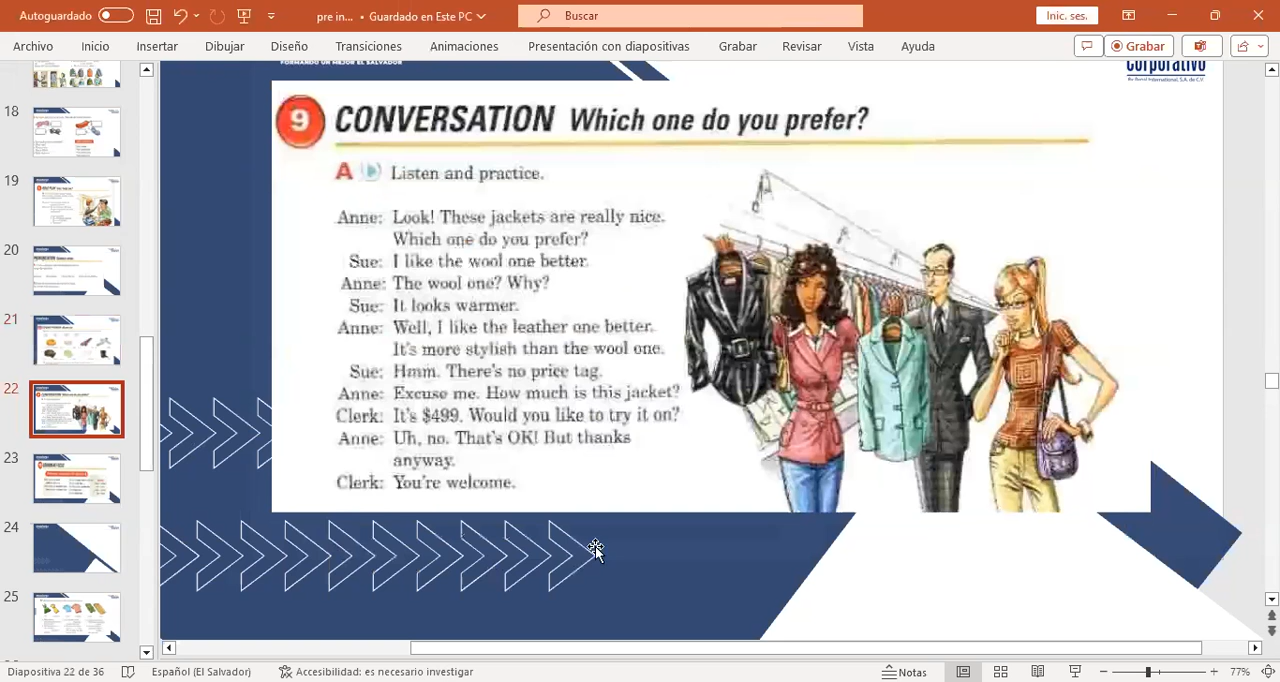 Autoguardado
pre in... • Guardado en Este PC
Buscar
Inic. ses.
Archivo Inicio Insertar Dibujar Diseño Transiciones Animaciones Presentación con diapositivas Grabar Revisar Vista Ayuda
Grabar
FORMANDO UN MEJOR EL SALVADOR
Corporativo
9 CONVERSATION Which one do you prefer?
A Listen and practice.
Anne: Look! These jackets are really nice.
Which one do you prefer?
Sue: I like the wool one better.
Anne: The wool one? Why?
Sue: It looks warmer.
Anne: Well, I like the leather one better.
It's more stylish than the wool one.
Sue: Hmm. There's no price tag.
Anne: Excuse me. How much is this jacket?
Clerk: It's $499. Would you like to try it on?
Anne: Uh, no. That's OK! But thanks
anyway.
Clerk: You're welcome.
18
19
20
21
22
23
24
25
Diapositiva 22 de 36
Español (El Salvador)
Accesibilidad: es necesario investigar
Notas
77%